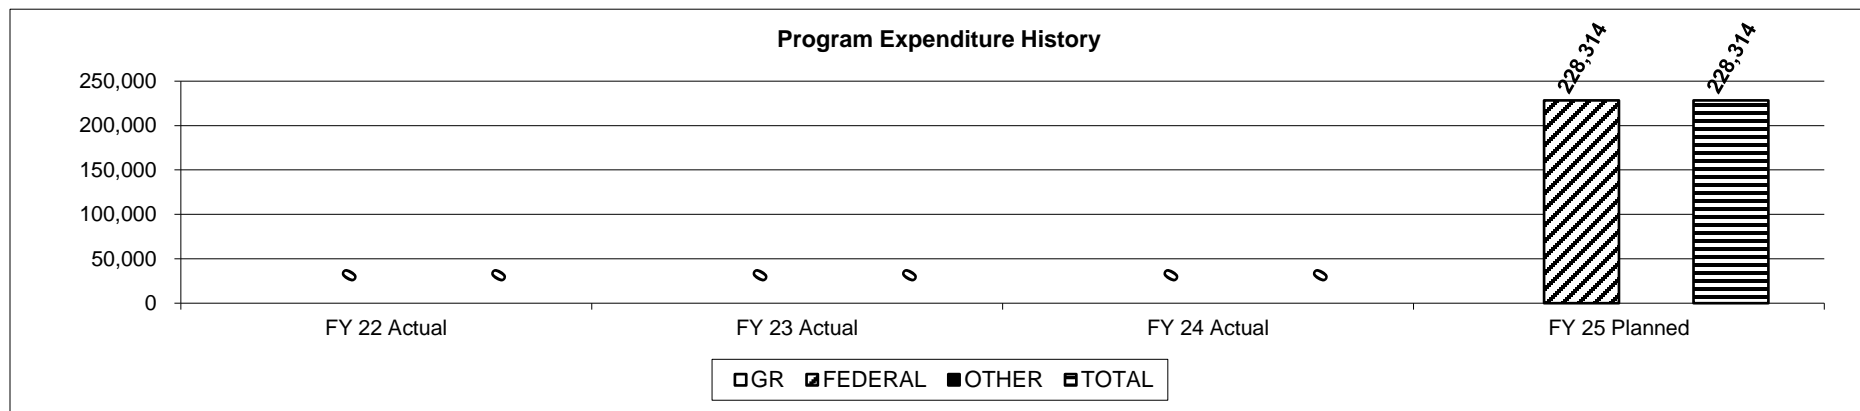 Program Expenditure History
228,314 228,314
250,000
200,000
150,000
100,000
50,000
0
0 0 0 0 0 0
FY 22 Actual FY 23 Actual FY 24 Actual FY 25 Planned
GR FEDERAL OTHER TOTAL